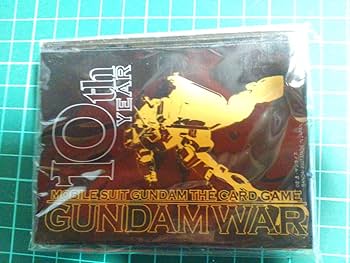 10th
YEAR
MOBILE SUIT GUNDAM THE CARD GAME
GUNDAM WAR